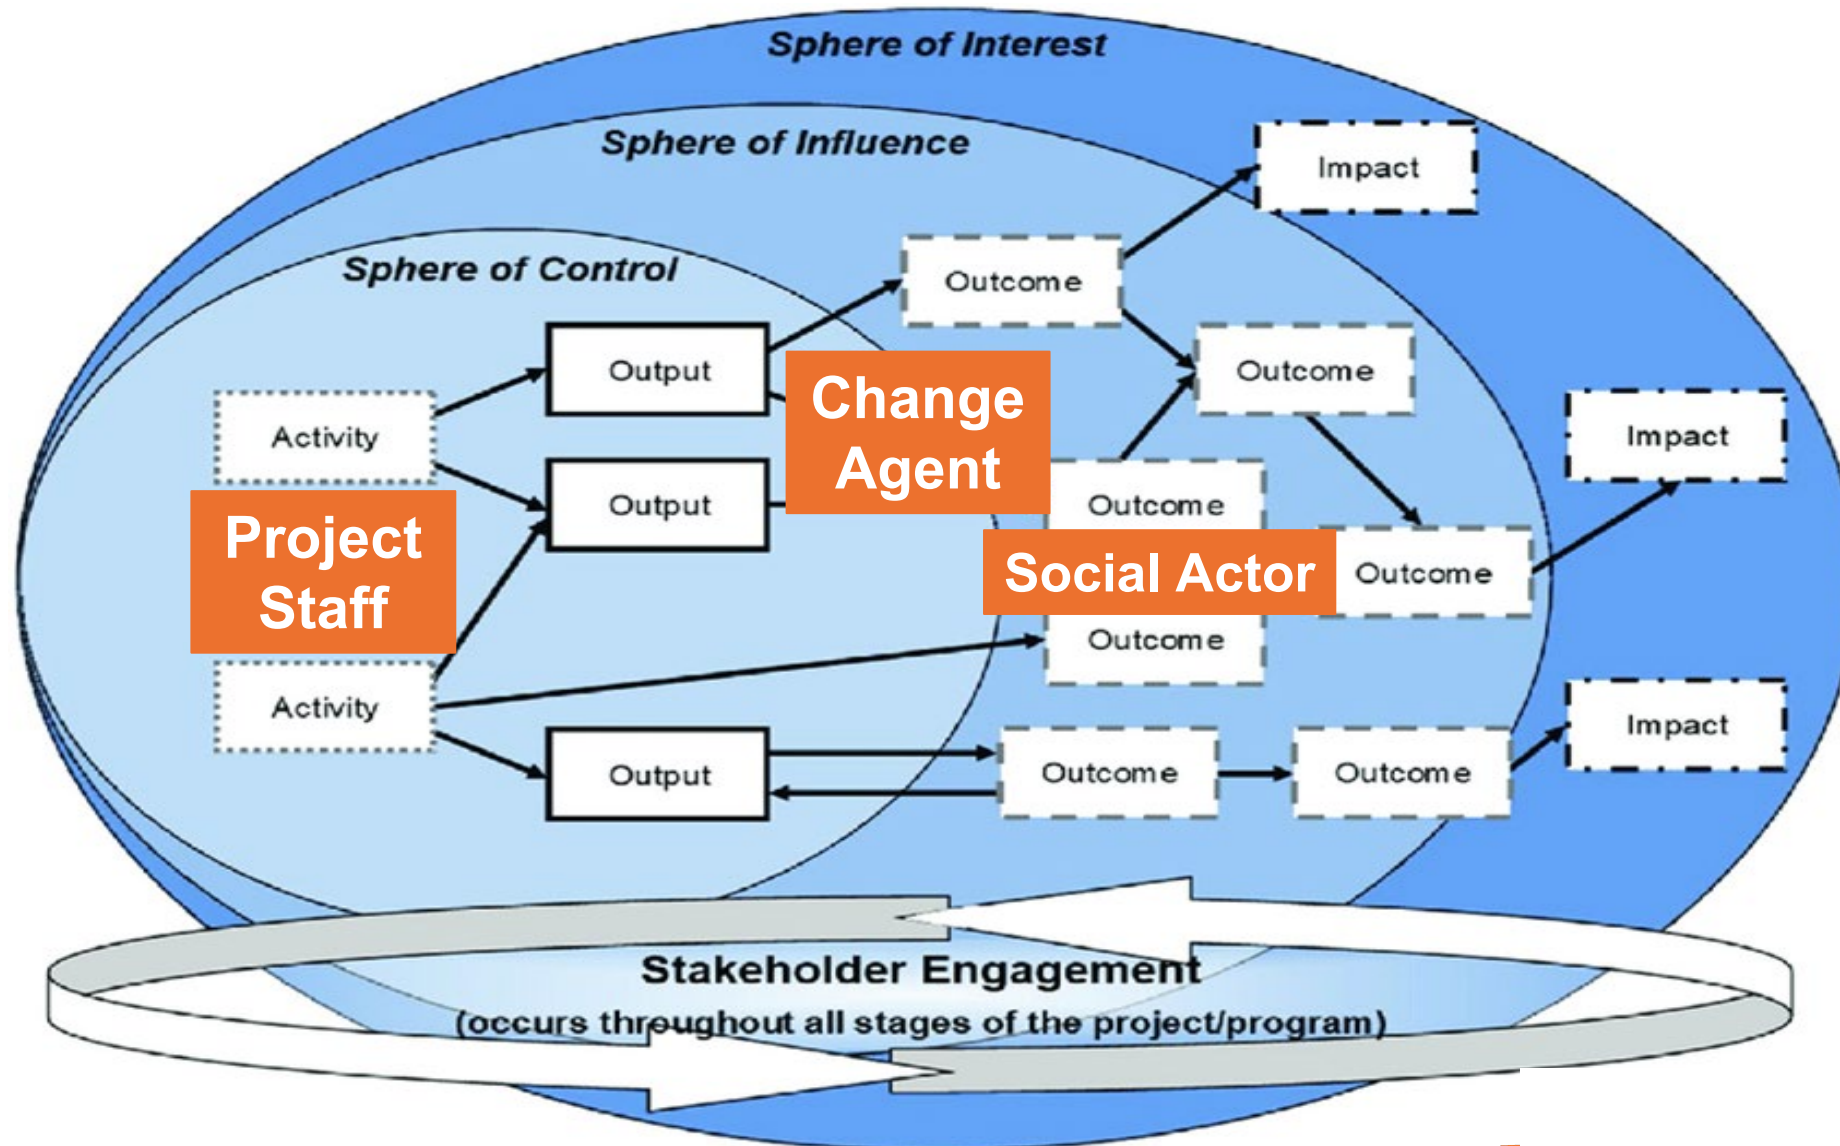 Sphere of Interest
Sphere of Influence
Impact
Sphere of Control
Outcome
Output
Outcome
Change
Agent
Activity
Impact
Output
Outcome
Project
Staff
Social Actor
Outcome
Outcome
Activity
Impact
Output
Outcome
Outcome
Stakeholder Engagement
(occurs throughout all stages of the project/program)